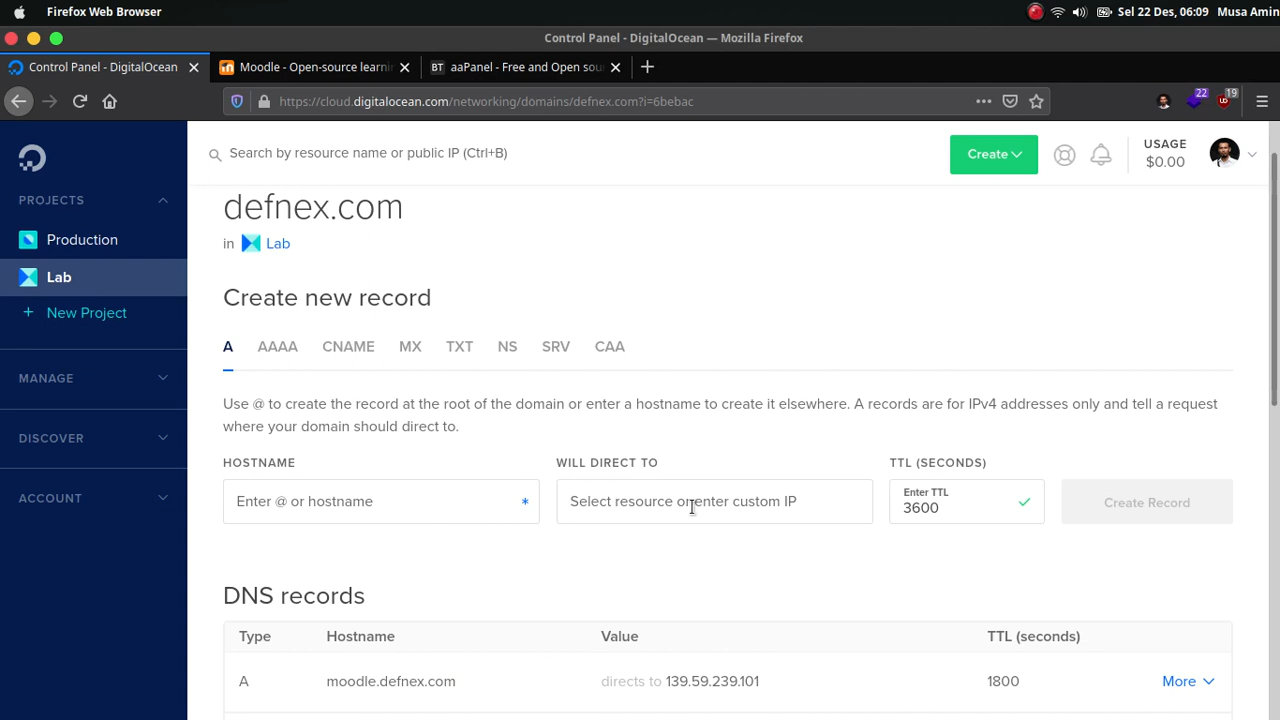 Firefox Web Browser
Sel 22 Des, 06:09 Musa Amin
Control Panel - DigitalOcean — Mozilla Firefox
Control Panel - DigitalOcean
Moodle - Open-source learni
BT aaPanel - Free and Open sou
https://cloud.digitalocean.com/networking/domains/defnex.com?i=6bebac
22
19
Search by resource name or public IP (Ctrl+B)
Create
USAGE
$0.00
PROJECTS
Production
Lab
+ New Project
MANAGE
DISCOVER
ACCOUNT
defnex.com
in Lab
Create new record
A AAAA CNAME MX TXT NS SRV CAA
Use @ to create the record at the root of the domain or enter a hostname to create it elsewhere. A records are for IPv4 addresses only and tell a request
where your domain should direct to.
HOSTNAME WILL DIRECT TO TTL (SECONDS)
Enter @ or hostname *
Select resource or enter custom IP
Enter TTL
3600
Create Record
DNS records
Type Hostname Value TTL (seconds)
A moodle.defnex.com directs to 139.59.239.101 1800 More